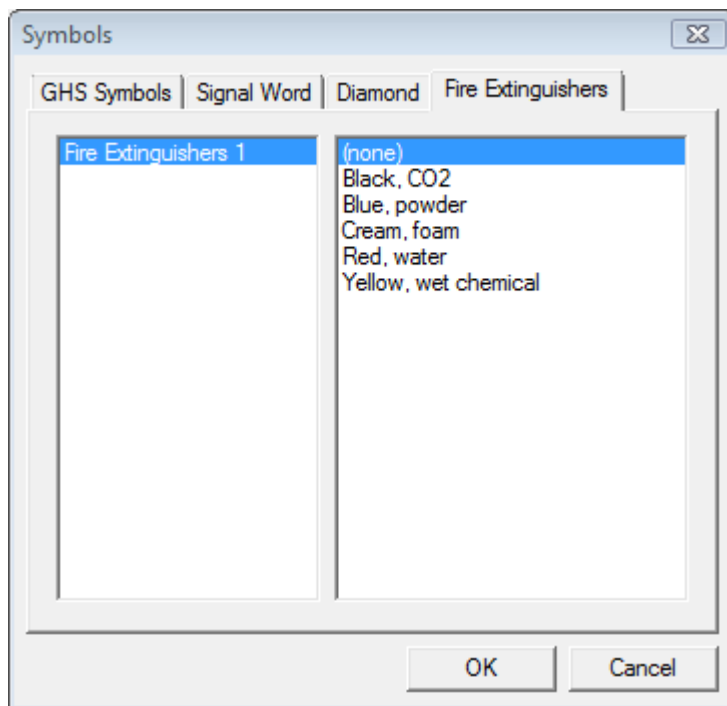 Symbols
GHS Symbols
Signal Word
Diamond
Fire Extinguishers
Fire Extinguishers 1
(none)
Black, CO2
Blue, powder
Cream, foam
Red, water
Yellow, wet chemical
OK
Cancel